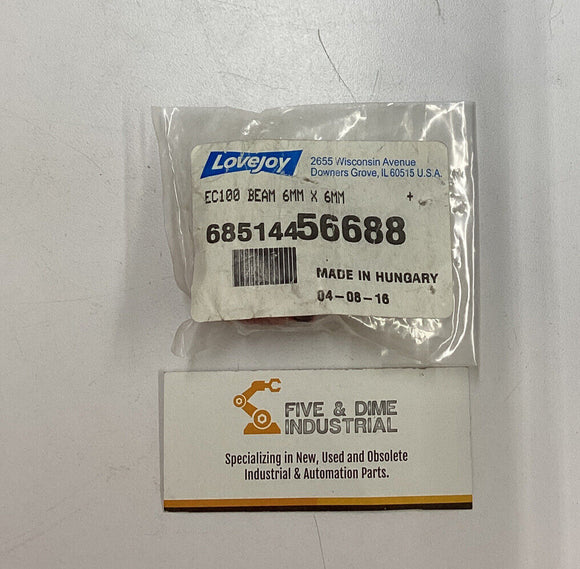 Lovejoy
2655 Wisconsin Avenue
Downers Grove, IL 60515 U.S.A.
EC100 BEAM 6MM X 6MM +
68514456688
MADE IN HUNGARY
04-08-16
FIVE & DIME
INDUSTRIAL
Specializing in New, Used and Obsolete
Industrial & Automation Parts.